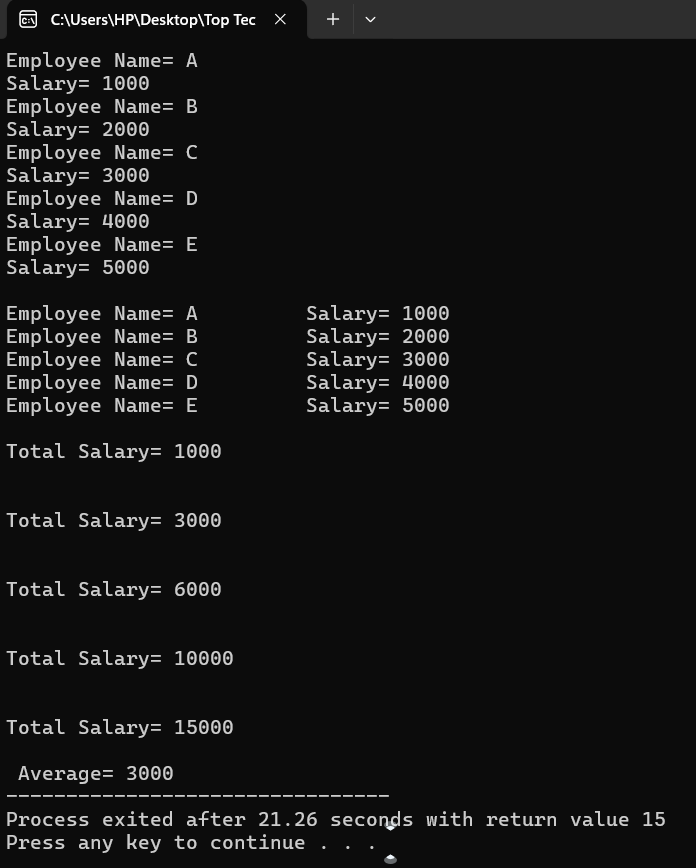 C:\Users\HP\Desktop\Top Tec
Employee Name= A
Salary= 1000
Employee Name= B
Salary= 2000
Employee Name= C
Salary= 3000
Employee Name= D
Salary= 4000
Employee Name= E
Salary= 5000
Employee Name= A Salary= 1000
Employee Name= B Salary= 2000
Employee Name= C Salary= 3000
Employee Name= D Salary= 4000
Employee Name= E Salary= 5000
Total Salary= 1000
Total Salary= 3000
Total Salary= 6000
Total Salary= 10000
Total Salary= 15000
Average= 3000
--------------------------------
Process exited after 21.26 seconds with return value 15
Press any key to continue . . .